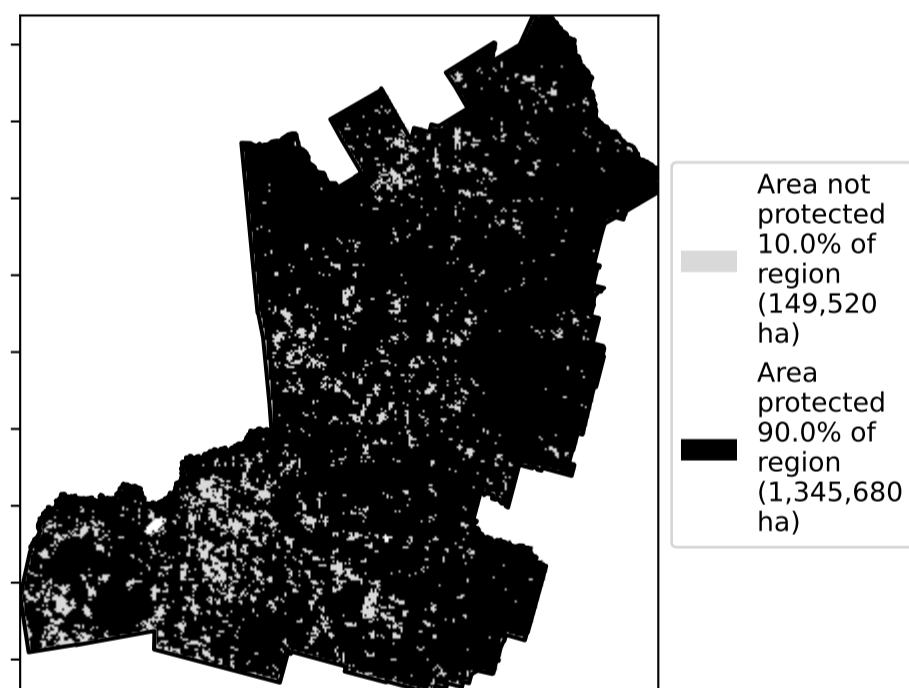 Area not
protected
10.0% of
region
(149,520
ha)
Area
protected
90.0% of
region
(1,345,680
ha)